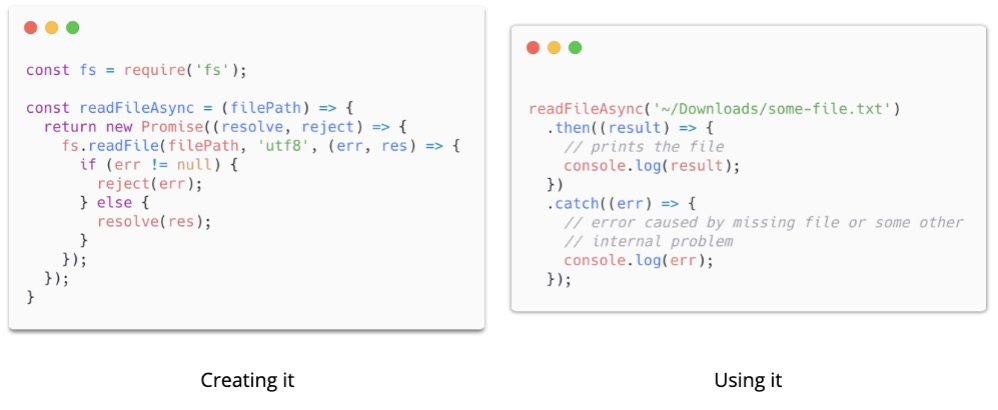 const fs = require('fs');
const readFileAsync = (filePath) => {
return new Promise((resolve, reject) => {
fs.readFile(filePath, 'utf8', (err, res) => {
if (err != null) {
reject(err);
} else {
resolve(res);
}
});
});
}
Creating it
readFileAsync('~/Downloads/some-file.txt')
.then((result) => {
// prints the file
console.log(result);
})
.catch((err) => {
// error caused by missing file or some other
// internal problem
console.log(err);
});
Using it